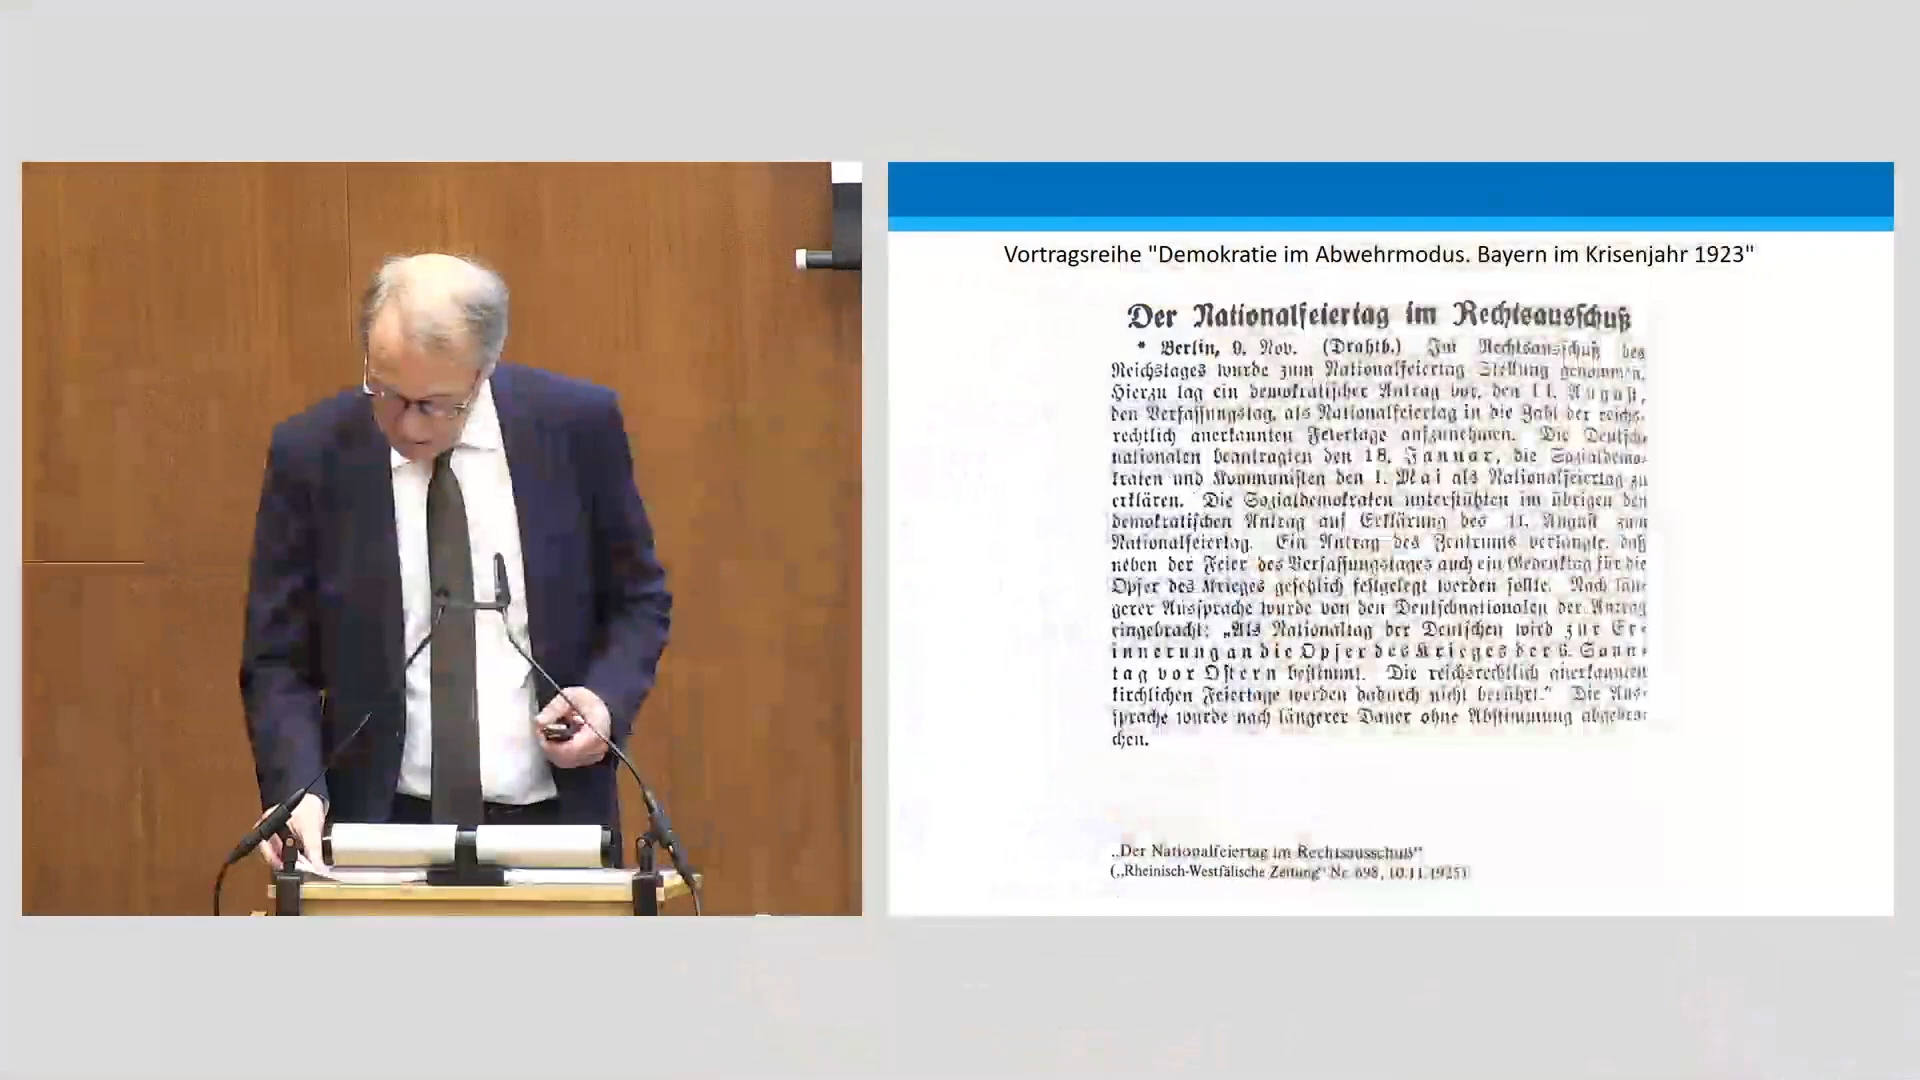 Vortragsreihe "Demokratie im Abwehrmodus. Bayern im Krisenjahr 1923"
Der Nationalfeiertag im Rechtsausschuß
* Berlin, 9. Nov. (Drahtb.) Im Rechtsausschuß des
Reichstages wurde zum Nationalfeiertag Stellung genommen.
Hierzu lag ein demokratischer Antrag vor, den 11. August,
den Verfassungstag, als Nationalfeiertag in die Zahl der reichs-
rechtlich anerkannten Feiertage aufzunehmen. Die Deutsch-
nationalen beantragten den 18. Januar, die Sozialdemo-
kraten und Kommunisten den 1. Mai als Nationalfeiertag zu
erklären. Die Sozialdemokraten unterstützten im übrigen den
demokratischen Antrag auf Erklärung des 11. August zum
Nationalfeiertag. Ein Antrag des Zentrums verlangte, daß
neben der Feier des Verfassungstages auch ein Gedenktag für die
Opfer des Krieges gesetzlich festgelegt werden sollte. Nach län-
gerer Aussprache wurde von den Deutschnationalen der Antrag
eingebracht: „Als Nationaltag der Deutschen wird zur Er-
innerung an die Opfer des Krieges der 6. Sonn-
tag vor Ostern bestimmt. Die reichsrechtlich anerkannten
kirchlichen Feiertage werden dadurch nicht berührt.“ Die Aus-
sprache wurde nach längerer Dauer ohne Abstimmung abgebro-
chen.
„Der Nationalfeiertag im Rechtsausschuß“
(„Rheinisch-Westfälische Zeitung“ Nr. 698, 10.11.1925)